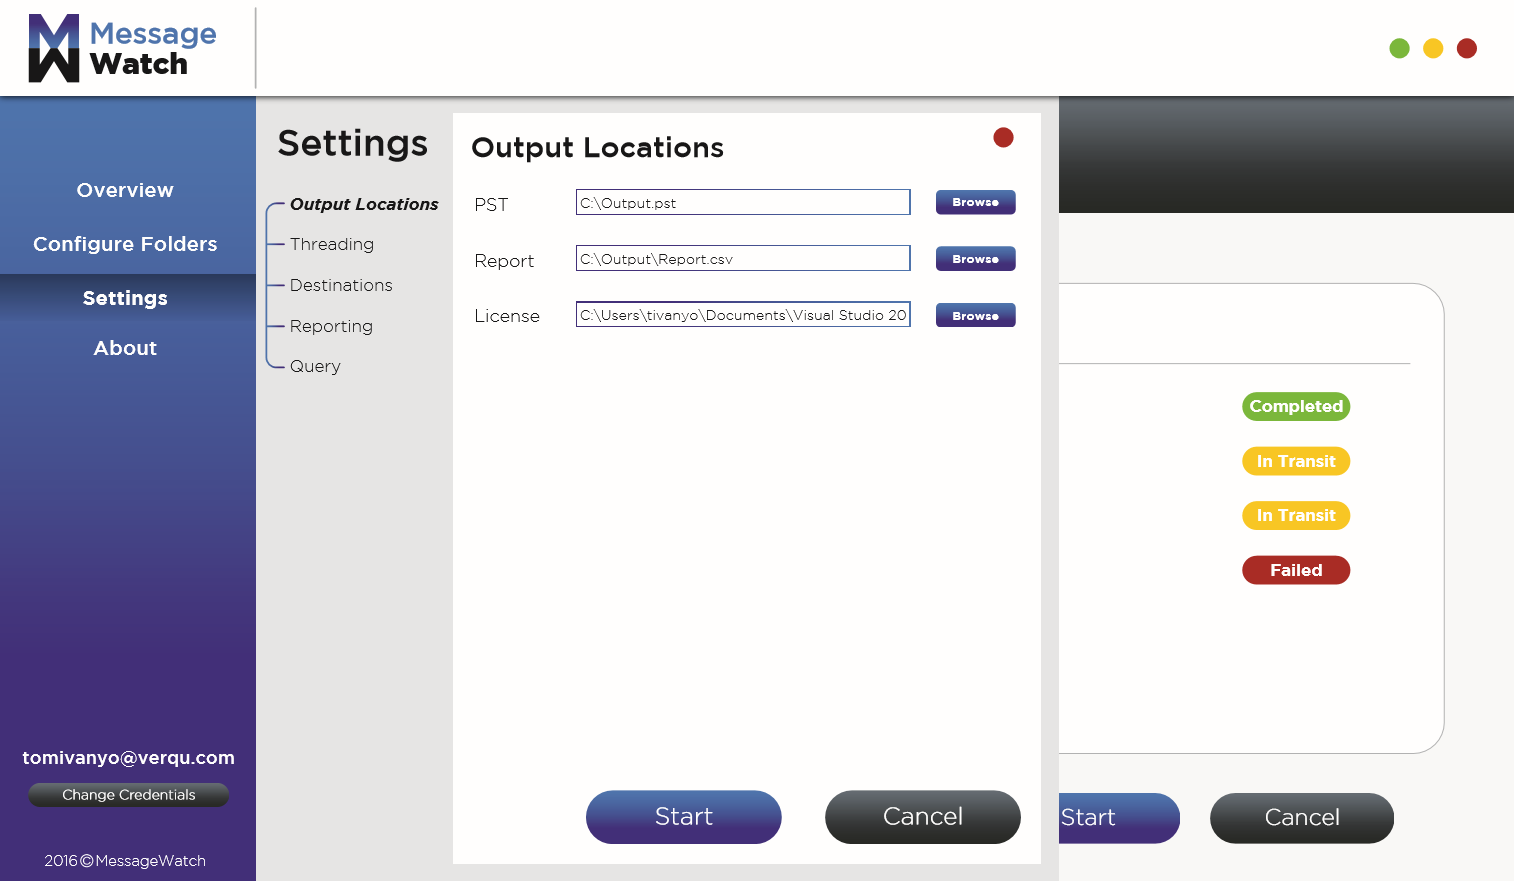 Message
Watch
Overview
Configure Folders
Settings
About
tomivanyo@verqu.com
Change Credentials
2016©MessageWatch
Settings
Output Locations
Threading
Destinations
Reporting
Query
Output Locations
PST C:\Output.pst Browse
Report C:\Output\Report.csv Browse
License C:\Users\tivanyo\Documents\Visual Studio 20 Browse
Start Cancel
Completed
In Transit
In Transit
Failed
Start Cancel